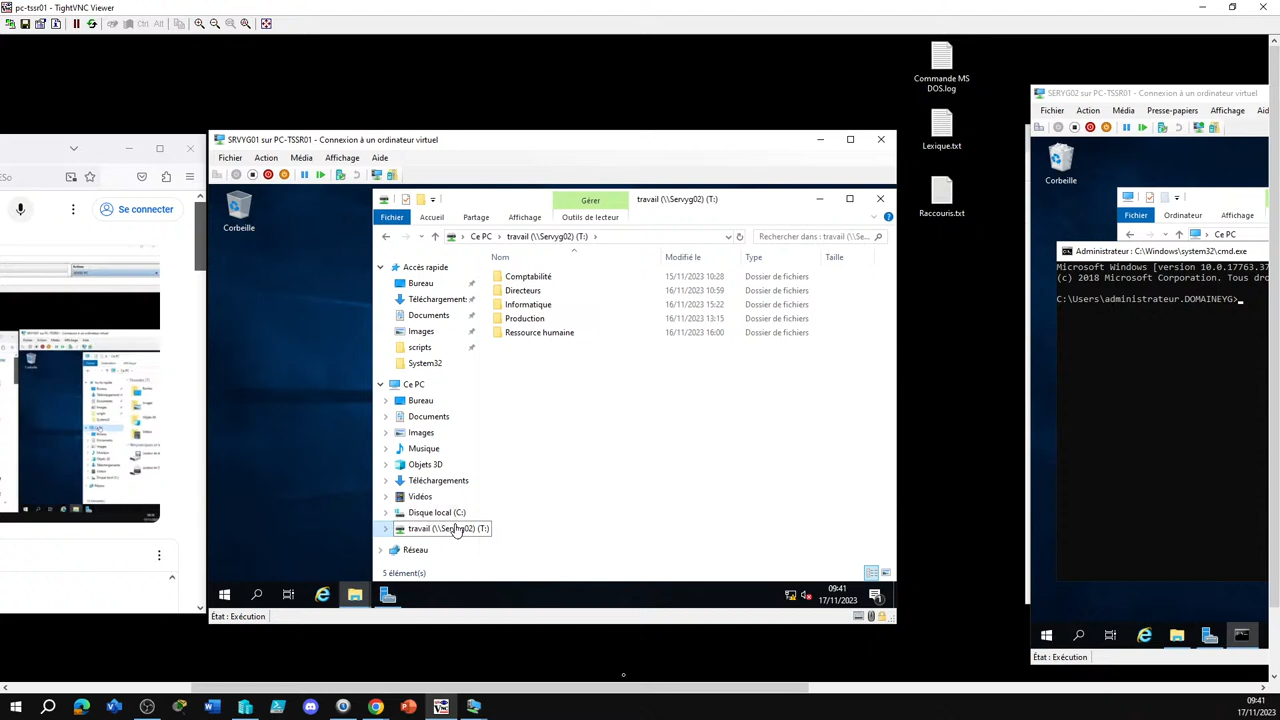 pc-tssr01 - TightVNC Viewer
Ctrl Alt
Commande MS
DOS.log
Lexique.txt
Raccouris.txt
Se connecter
SRVYG01 sur PC-TSSR01 - Connexion à un ordinateur virtuel
Fichier Action Média Affichage Aide
Corbeille
Gérer
travail (\\Servyg02) (T:)
Fichier Accueil Partage Affichage Outils de lecteur
Ce PC travail (\\Servyg02) (T:)
Rechercher dans : travail (\\Se...
Nom Modifié le Type Taille
Comptabilité 15/11/2023 10:28 Dossier de fichiers
Directeurs 16/11/2023 10:59 Dossier de fichiers
Informatique 16/11/2023 15:22 Dossier de fichiers
Production 16/11/2023 13:15 Dossier de fichiers
Ressource humaine 16/11/2023 16:00 Dossier de fichiers
Accès rapide
Bureau
Téléchargement:
Documents
Images
scripts
System32
Ce PC
Bureau
Documents
Images
Musique
Objets 3D
Téléchargements
Vidéos
Disque local (C:)
travail (\\Servyg02) (T:)
Réseau
5 élément(s)
09:41
17/11/2023
État : Exécution
SERYG02 sur PC-TSSR01 - Connexion à un ordinateur virtuel
Fichier Action Média Presse-papiers Affichage
Corbeille
Fichier Ordinateur Affichage
Ce PC
Administrateur : C:\Windows\system32\cmd.exe
Microsoft Windows [version 10.0.17763.37
(c) 2018 Microsoft Corporation. Tous dro
C:\Users\administrateur.DOMAINEYG>_
État : Exécution
09:41
17/11/2023